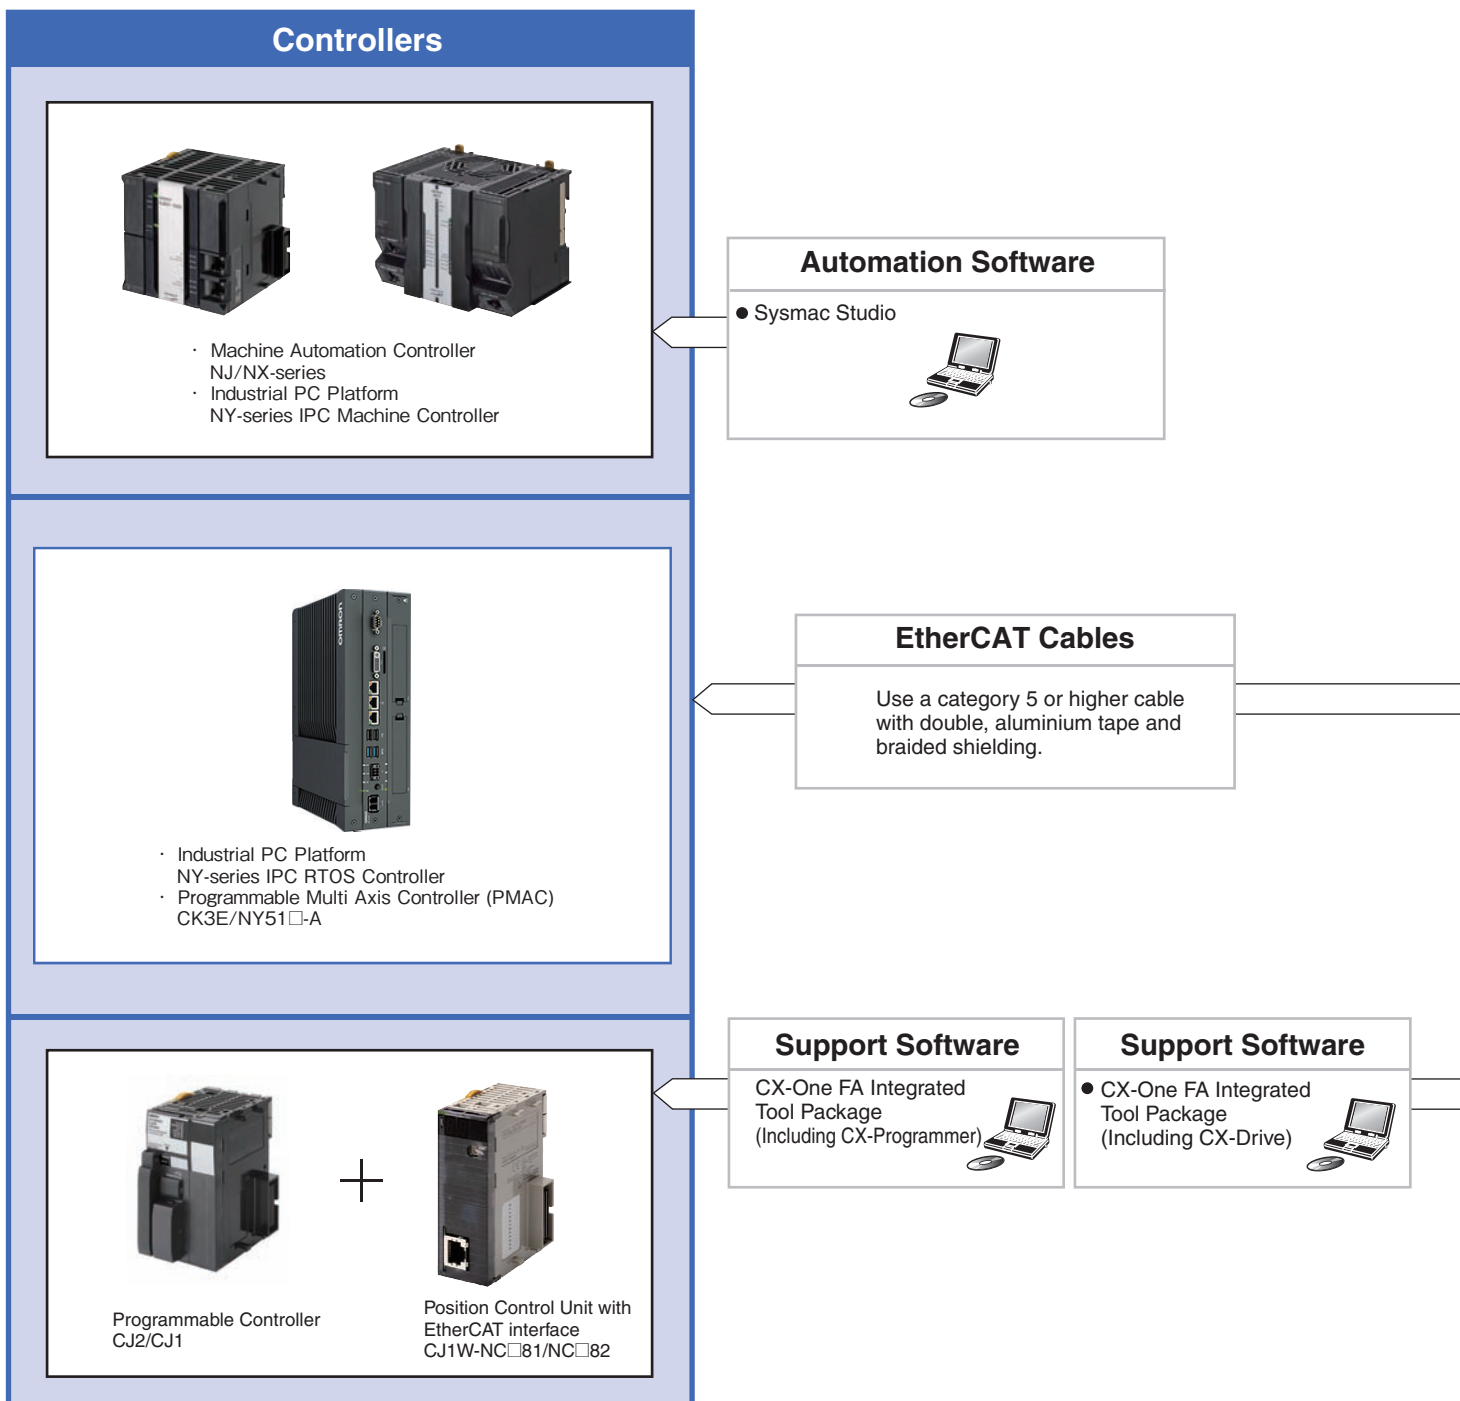 Controllers
· Machine Automation Controller
NJ/NX-series
· Industrial PC Platform
NY-series IPC Machine Controller
Automation Software
● Sysmac Studio
omron
· Industrial PC Platform
NY-series IPC RTOS Controller
· Programmable Multi Axis Controller (PMAC)
CK3E/NY51□-A
EtherCAT Cables
Use a category 5 or higher cable
with double, aluminium tape and
braided shielding.
Programmable Controller
CJ2/CJ1
Position Control Unit with
EtherCAT interface
CJ1W-NC□81/NC□82
Support Software
CX-One FA Integrated
Tool Package
(Including CX-Programmer)
Support Software
● CX-One FA Integrated
Tool Package
(Including CX-Drive)